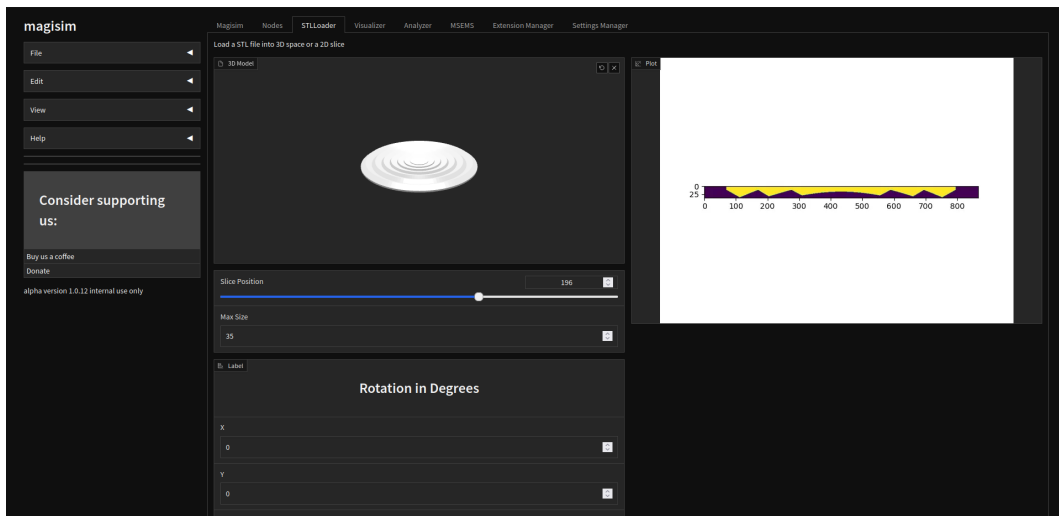 magisim
File
Edit
View
Help
Consider supporting
us:
Buy us a coffee
Donate
alpha version 1.0.12 internal use only
Magisim Nodes STLLoader Visualizer Analyzer MSEMS Extension Manager Settings Manager
Load a STL file into 3D space or a 2D slice
3D Model
Slice Position 196
Max Size
35
Label
Rotation in Degrees
X
0
Y
0
Plot
0
25
0 100 200 300 400 500 600 700 800